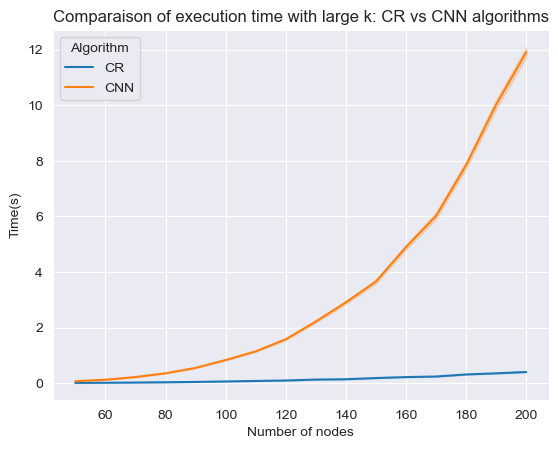 Comparaison of execution time with large k: CR vs CNN algorithms
Algorithm
CR
CNN
12
10
8
6
4
2
0
Time(s)
60 80 100 120 140 160 180 200
Number of nodes